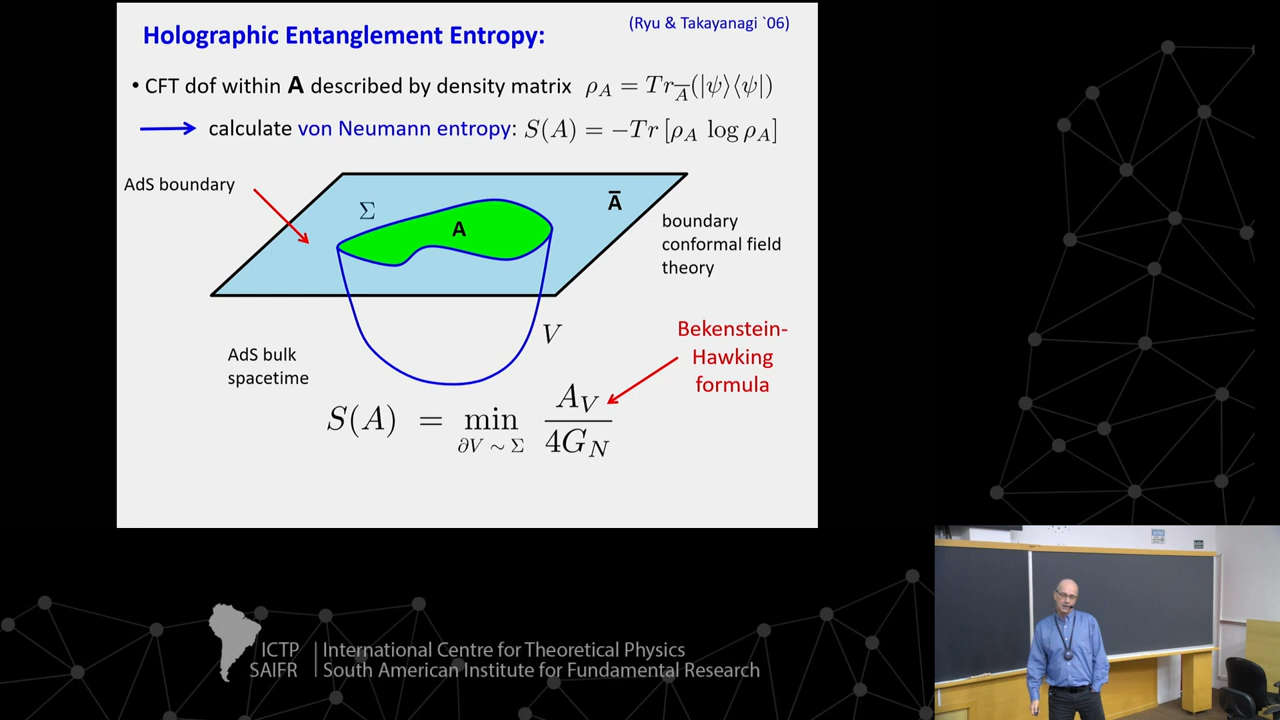 Holographic Entanglement Entropy:
(Ryu & Takayanagi `06)
• CFT dof within A described by density matrix ρ_A = Tr_Ā(|ψ⟩⟨ψ|)
calculate von Neumann entropy: S(A) = −Tr [ρ_A log ρ_A]
AdS boundary
Σ
A
Ā
boundary
conformal field
theory
V
AdS bulk
spacetime
Bekenstein-
Hawking
formula
S(A) = min_{∂V∼Σ} A_V / 4G_N
ICTP
SAIFR
International Centre for Theoretical Physics
South American Institute for Fundamental Research